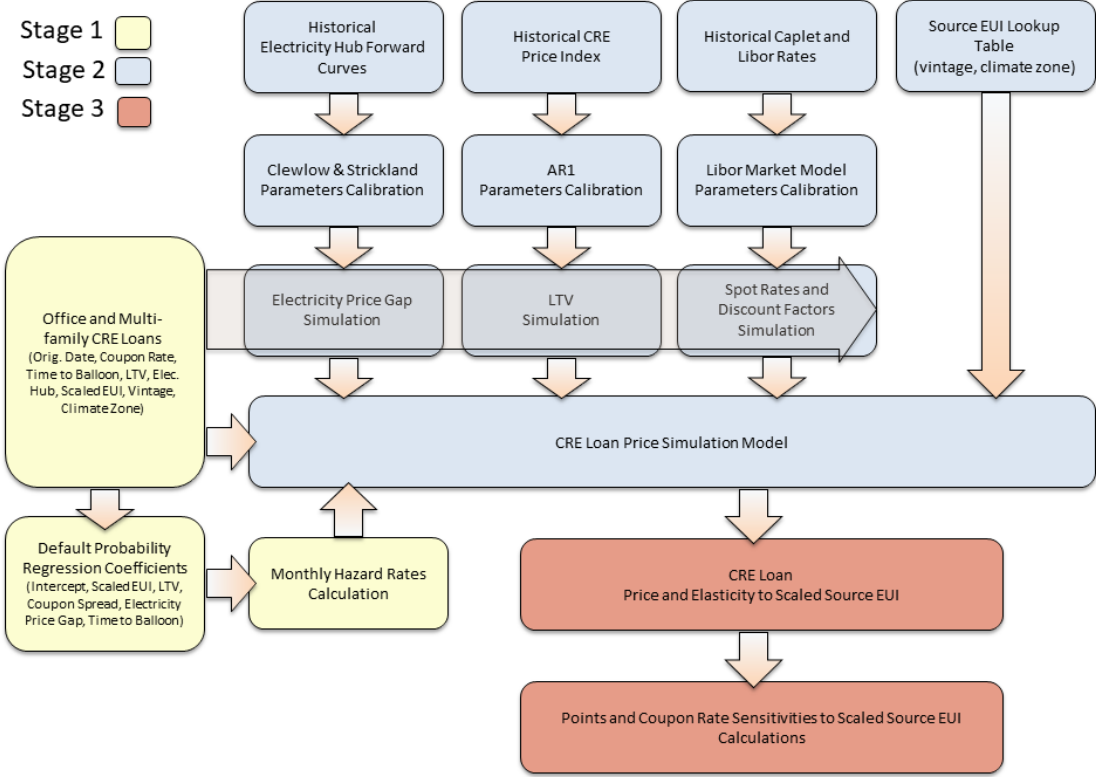 Stage 1
Stage 2
Stage 3
Historical
Electricity Hub Forward
Curves
Historical CRE
Price Index
Historical Caplet and
Libor Rates
Source EUI Lookup
Table
(vintage, climate zone)
Clewlow & Strickland
Parameters Calibration
AR1
Parameters Calibration
Libor Market Model
Parameters Calibration
Electricity Price Gap
Simulation
LTV
Simulation
Spot Rates and
Discount Factors
Simulation
Office and Multi-
family CRE Loans
(Orig. Date, Coupon Rate,
Time to Balloon, LTV, Elec.
Hub, Scaled EUI, Vintage,
Climate Zone)
CRE Loan Price Simulation Model
Default Probability
Regression Coefficients
(Intercept, Scaled EUI, LTV,
Coupon Spread, Electricity
Price Gap, Time to Balloon)
Monthly Hazard Rates
Calculation
CRE Loan
Price and Elasticity to Scaled Source EUI
Points and Coupon Rate Sensitivities to Scaled Source EUI
Calculations